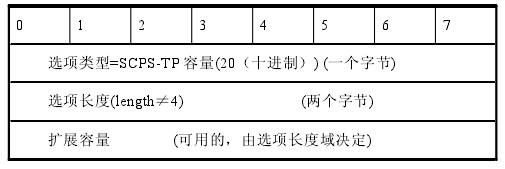 0 1 2 3 4 5 6 7
选项类型=SCPS-TP 容量(20（十进制）) (一个字节)
选项长度(length≠4) (两个字节)
扩展容量 (可用的，由选项长度域决定)